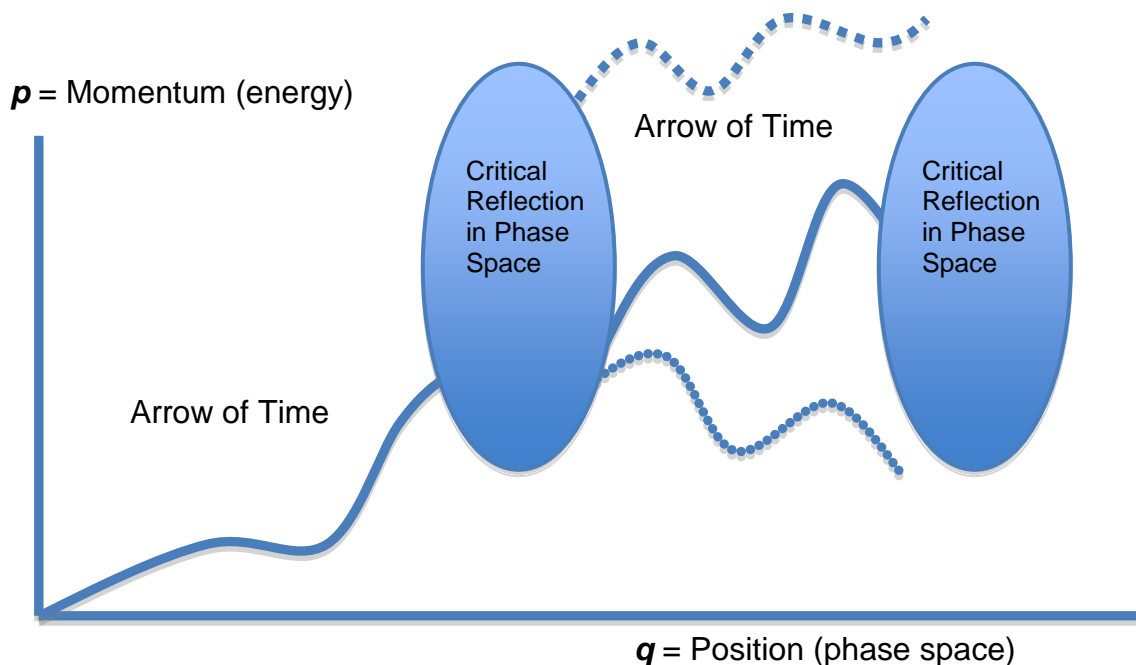 p = Momentum (energy)
Arrow of Time
Critical
Reflection
in Phase
Space
Critical
Reflection
in Phase
Space
Arrow of Time
q = Position (phase space)